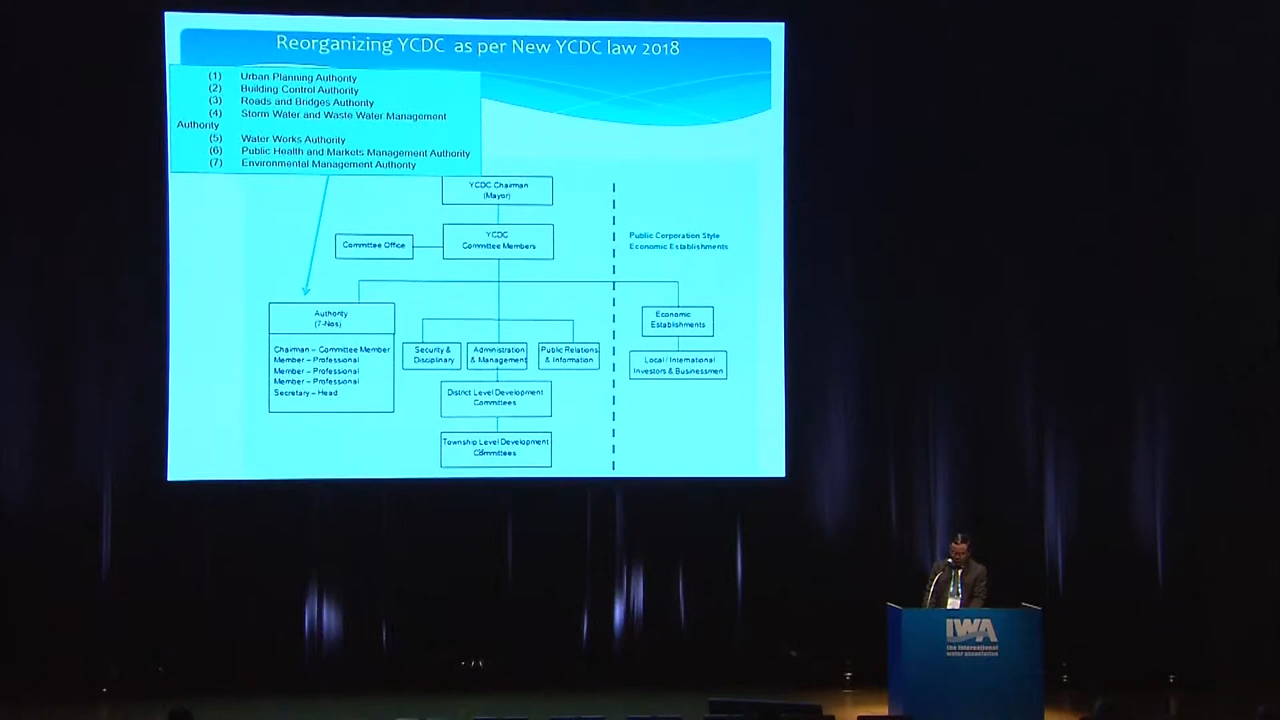 Reorganizing YCDC as per New YCDC law 2018
(1) Urban Planning Authority
(2) Building Control Authority
(3) Roads and Bridges Authority
(4) Storm Water and Waste Water Management
Authority
(5) Water Works Authority
(6) Public Health and Markets Management Authority
(7) Environmental Management Authority
YCDC Chairman
(Mayor)
YCDC
Committee Members
Committee Office
Public Corporation Style
Economic Establishments
Authority
(7-Nos)
Chairman – Committee Member
Member – Professional
Member – Professional
Member – Professional
Secretary – Head
Security &
Disciplinary
Administration
& Management
Public Relations
& Information
Economic
Establishments
Local / International
Investors & Businessmen
District Level Development
Committees
Township Level Development
Committees
IWA
the international
water association